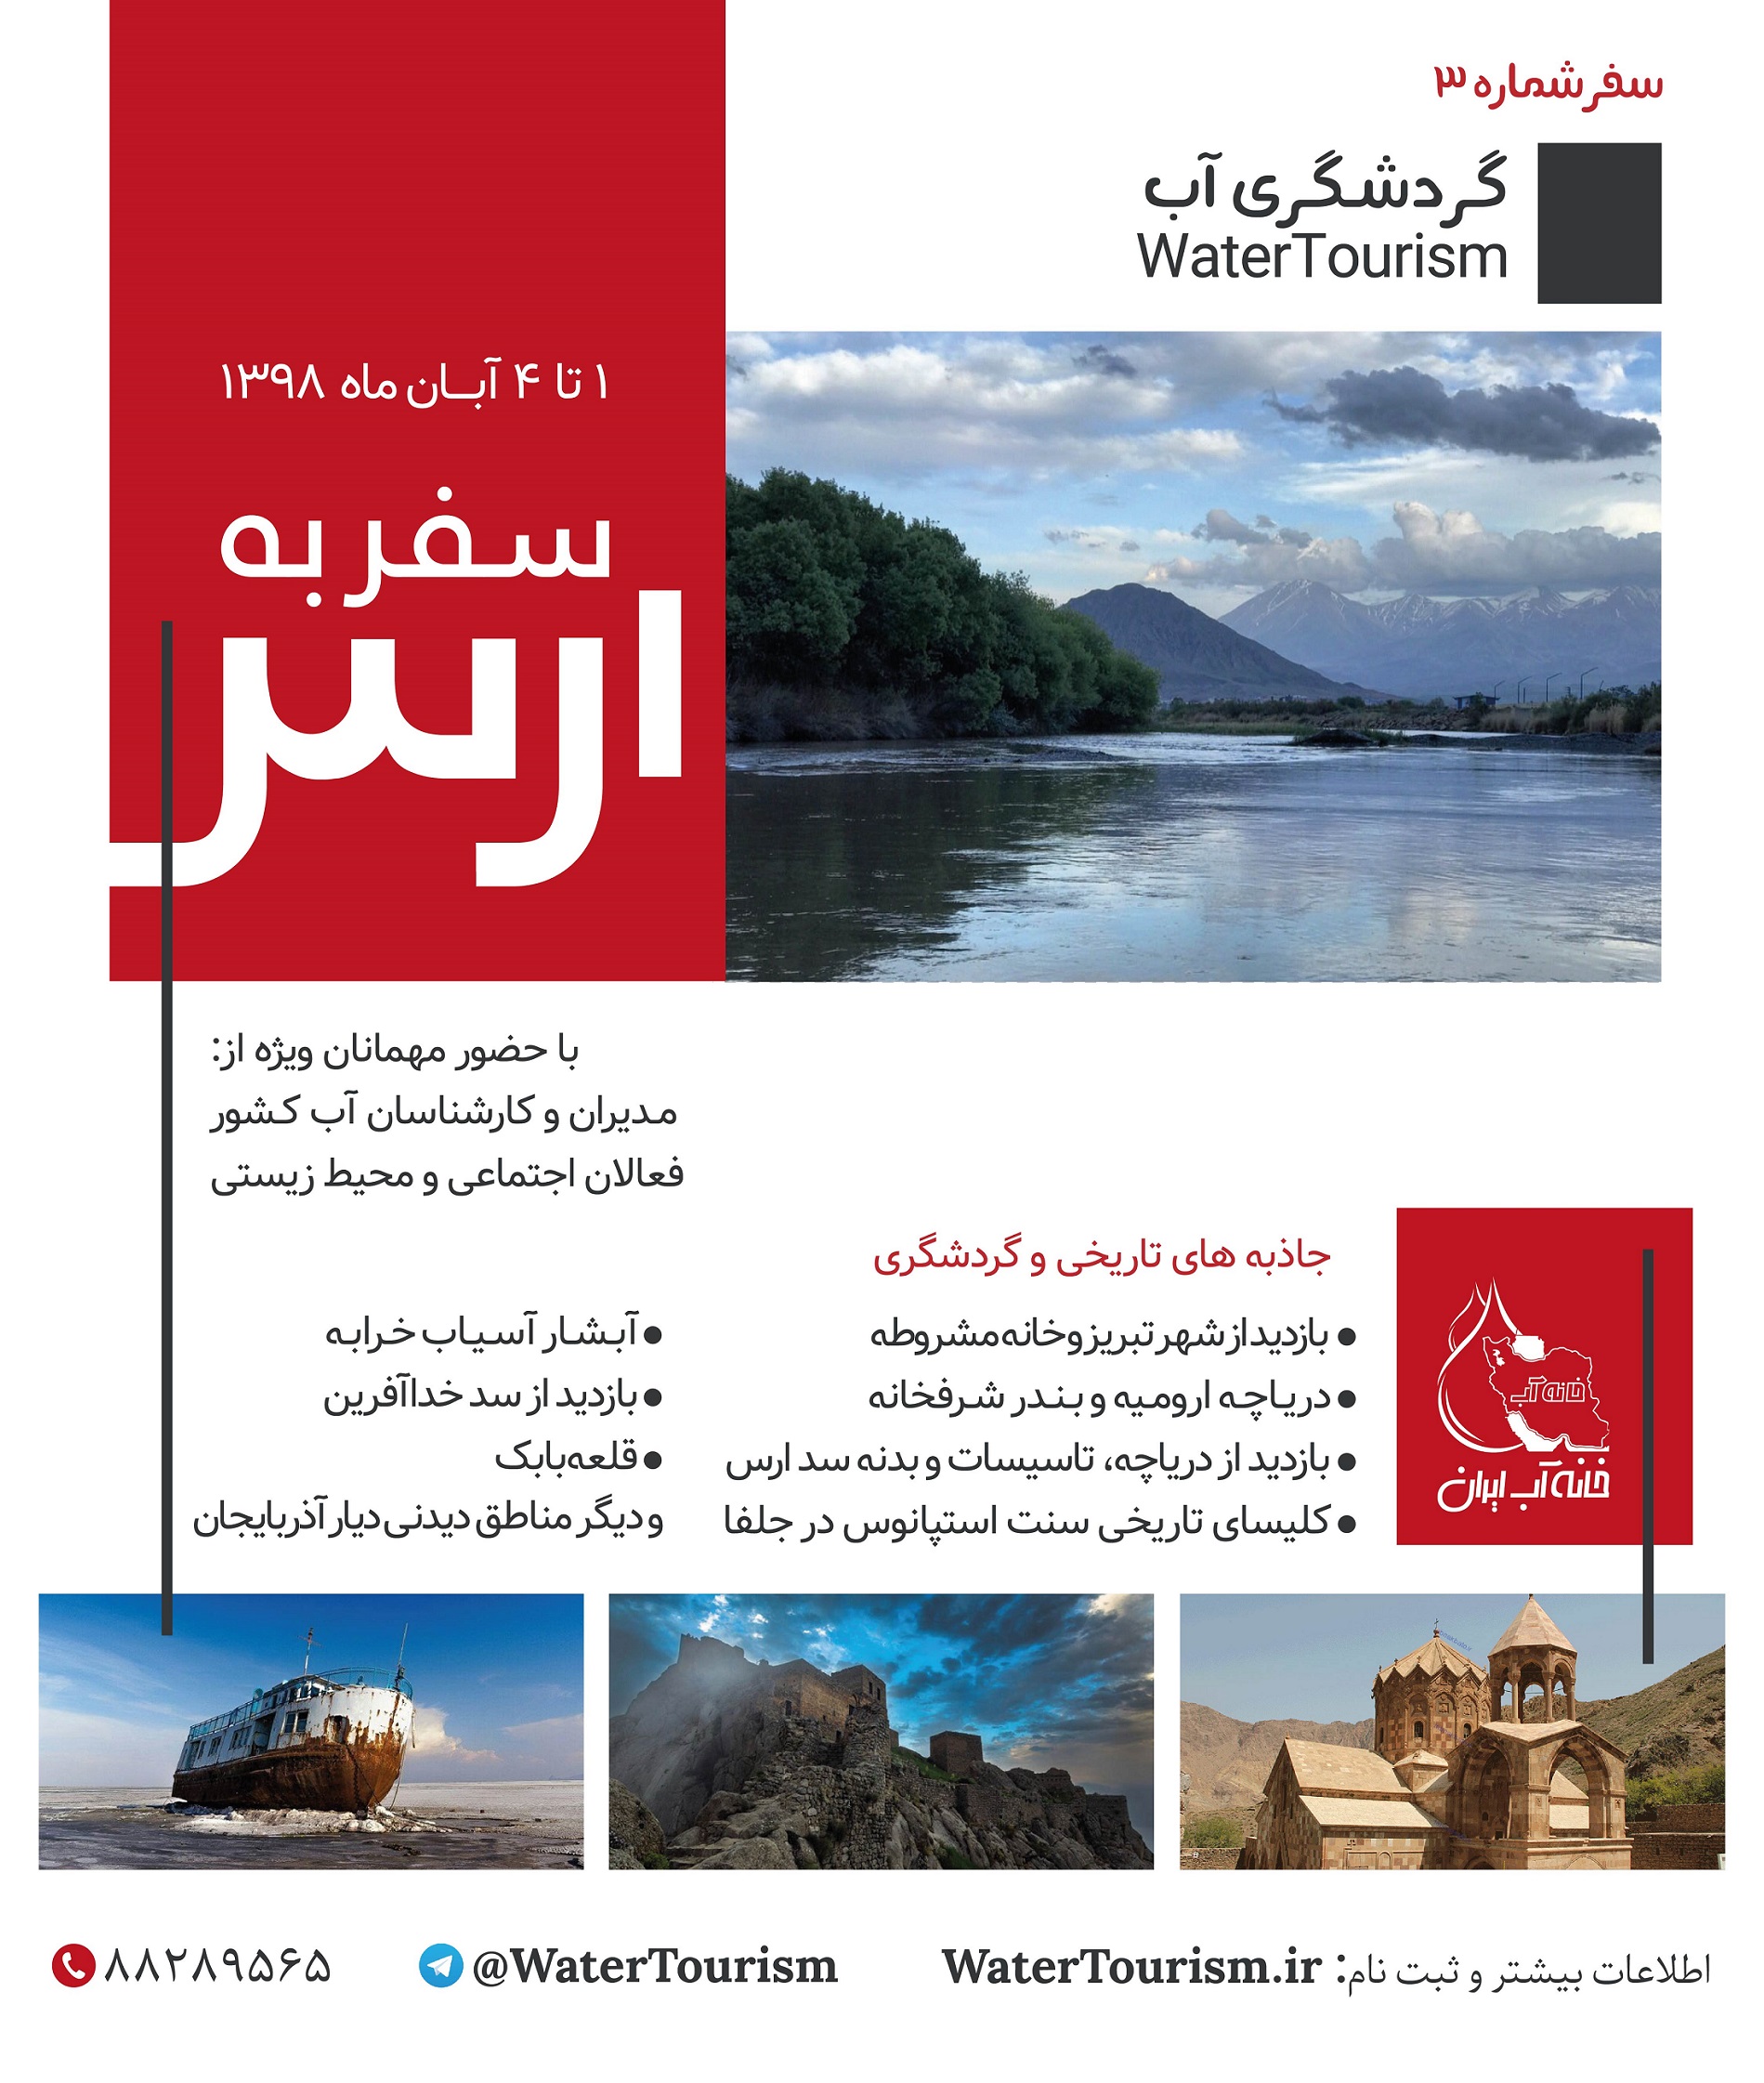 سفر شماره ۳
گردشگری آب
WaterTourism
۱ تا ۴ آبان ماه ۱۳۹۸
سفر به
ارس
با حضور مهمانان ویژه از:
مدیران و کارشناسان آب کشور
فعالان اجتماعی و محیط زیستی
جاذبه های تاریخی و گردشگری
● بازدید از شهر تبریز و خانه مشروطه
● دریاچه ارومیه و بندر شرفخانه
● بازدید از دریاچه، تاسیسات و بدنه سد ارس
● کلیسای تاریخی سنت استپانوس در جلفا
● آبشار آسیاب خرابه
● بازدید از سد خداآفرین
● قلعه بابک
و دیگر مناطق دیدنی دیار آذربایجان
خانه آب
خانه آب ایران
اطلاعات بیشتر و ثبت نام: WaterTourism.ir
@WaterTourism
۸۸۲۸۹۵۶۵